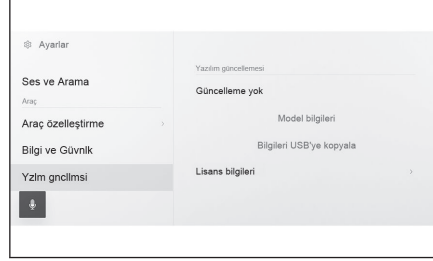 Ayarlar
Ses ve Arama
Araç
Araç özelleştirme
Bilgi ve Güvnlk
Yzlm gncllmsi
Yazılım güncellemesi
Güncelleme yok
Model bilgileri
Bilgileri USB'ye kopyala
Lisans bilgileri